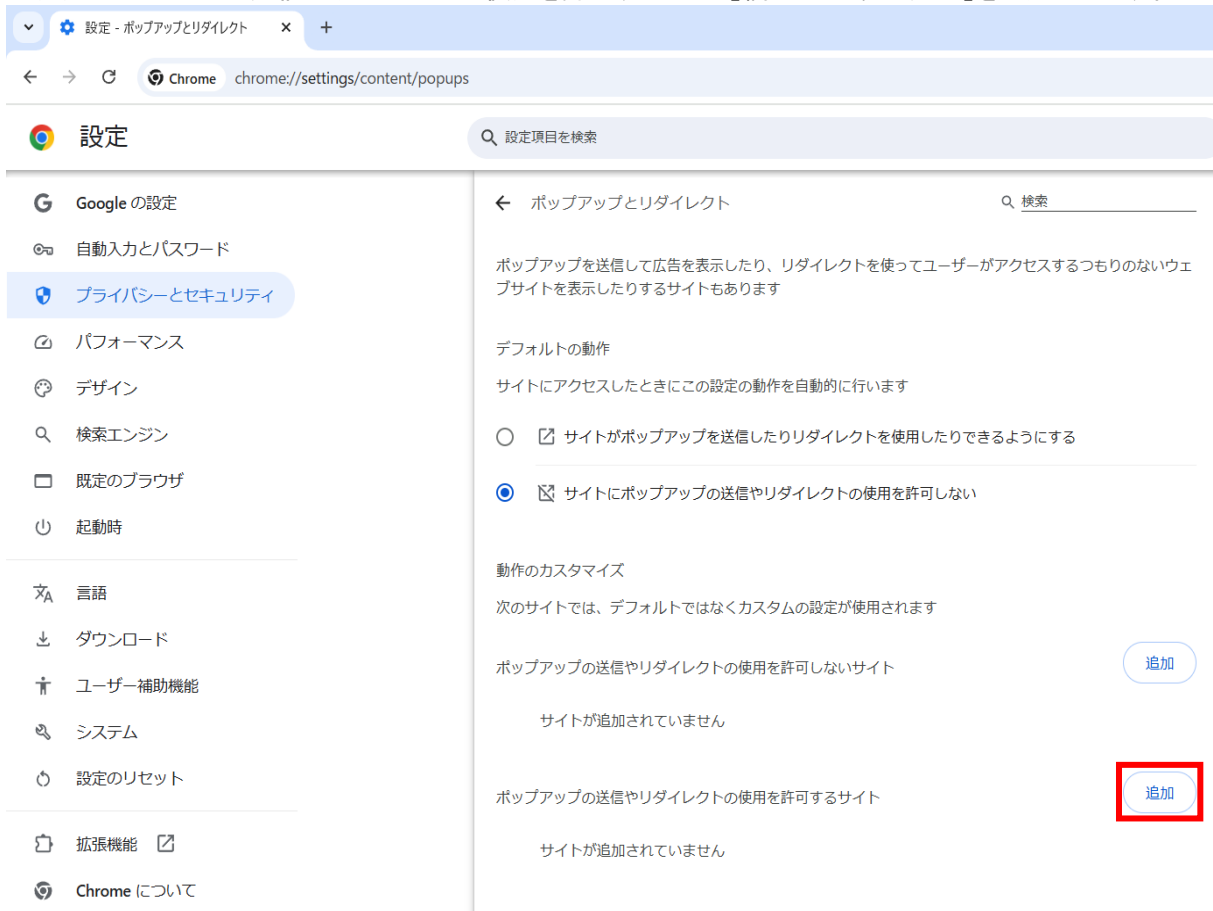 設定 - ポップアップとリダイレクト
Chrome chrome://settings/content/popups
設定
設定項目を検索
Google の設定
自動入力とパスワード
プライバシーとセキュリティ
パフォーマンス
デザイン
検索エンジン
既定のブラウザ
起動時
言語
ダウンロード
ユーザー補助機能
システム
設定のリセット
拡張機能
Chrome について
ポップアップとリダイレクト
検索
ポップアップを送信して広告を表示したり、リダイレクトを使ってユーザーがアクセスするつもりのないウェ
ブサイトを表示したりするサイトもあります
デフォルトの動作
サイトにアクセスしたときにこの設定の動作を自動的に行います
サイトがポップアップを送信したりリダイレクトを使用したりできるようにする
サイトにポップアップの送信やリダイレクトの使用を許可しない
動作のカスタマイズ
次のサイトでは、デフォルトではなくカスタムの設定が使用されます
ポップアップの送信やリダイレクトの使用を許可しないサイト
追加
サイトが追加されていません
ポップアップの送信やリダイレクトの使用を許可するサイト
追加
サイトが追加されていません